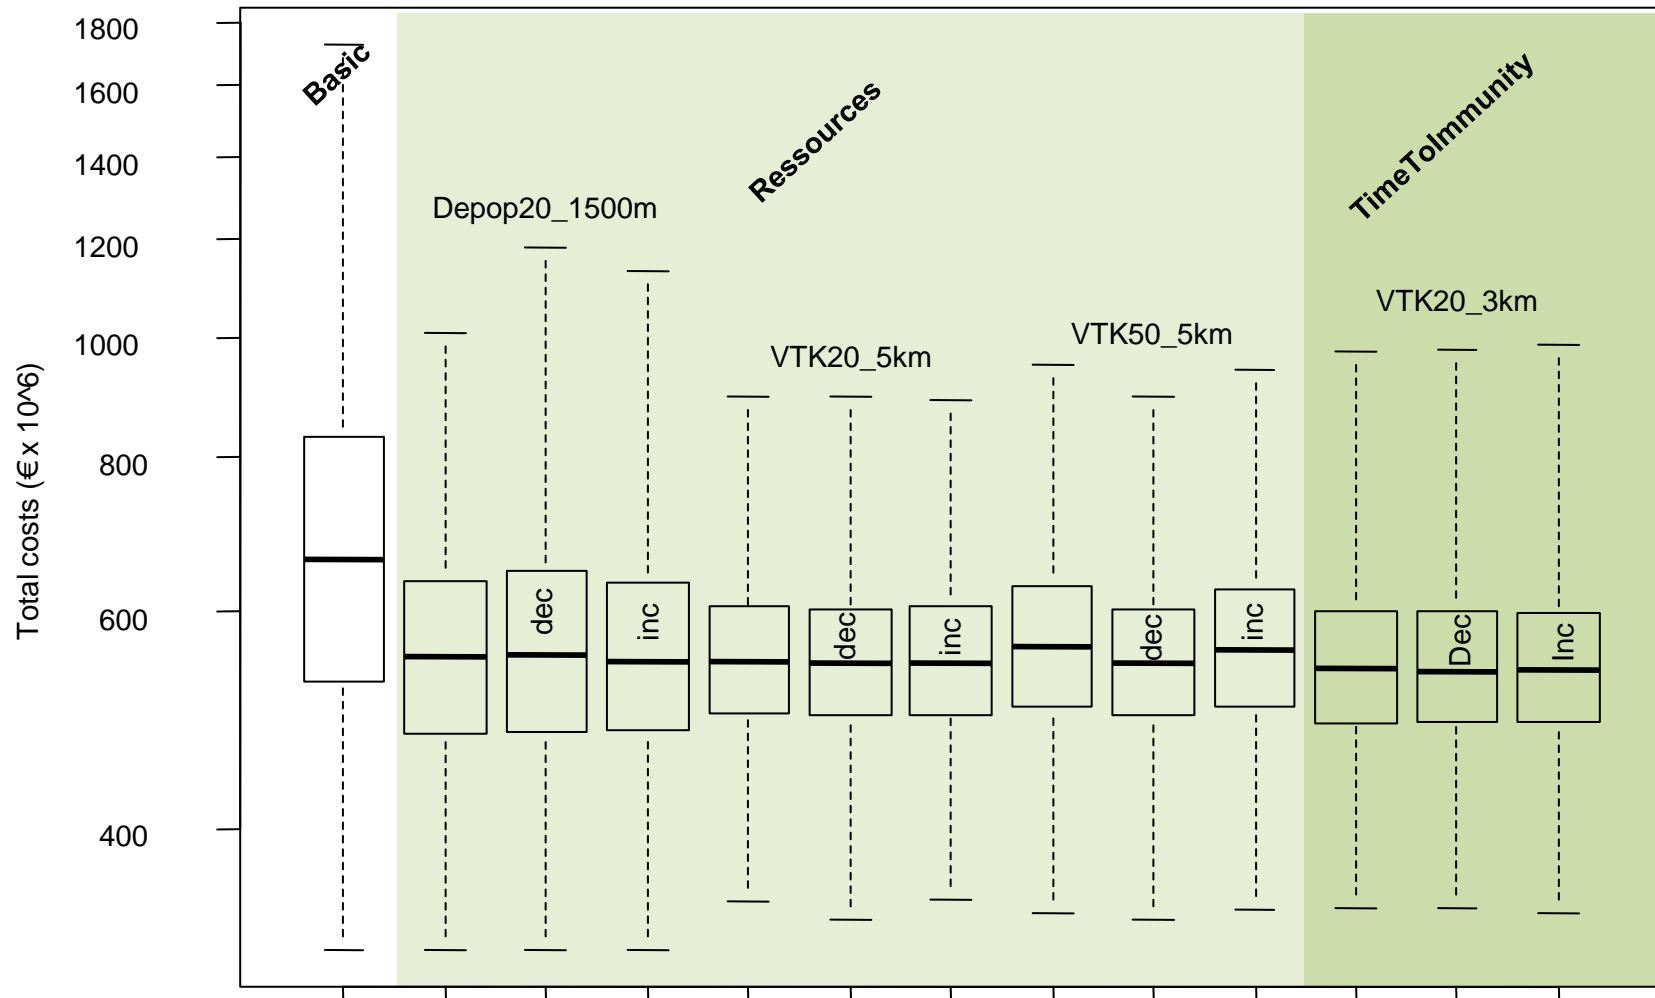 1800
1600
1400
1200
1000
800
600
400
Total costs (€ x 10^6)
Basic
Ressources
TimeToImmunity
Depop20_1500m
VTK20_5km
VTK50_5km
VTK20_3km
dec
inc
dec
inc
dec
inc
Dec
Inc